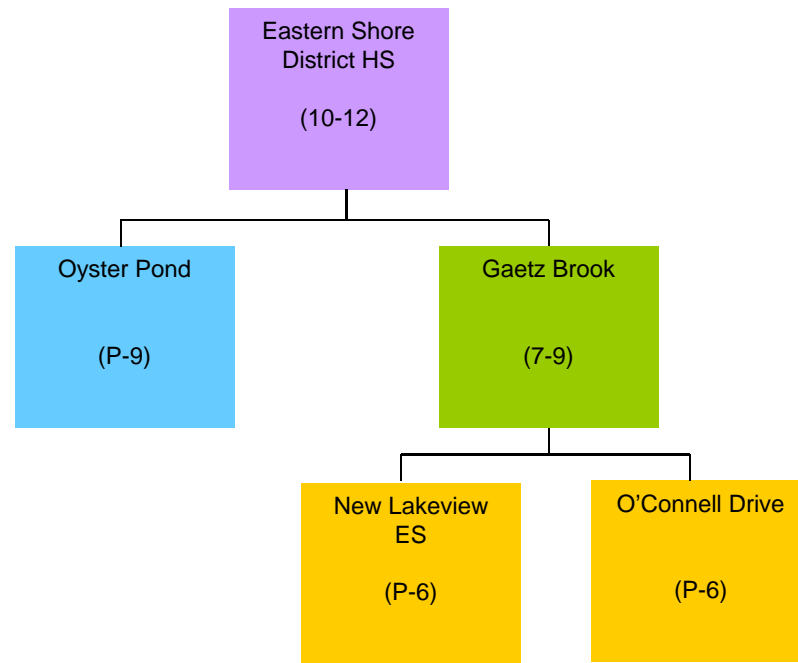 Eastern Shore
District HS
(10-12)
Oyster Pond
(P-9)
Gaetz Brook
(7-9)
New Lakeview
ES
(P-6)
O’Connell Drive
(P-6)